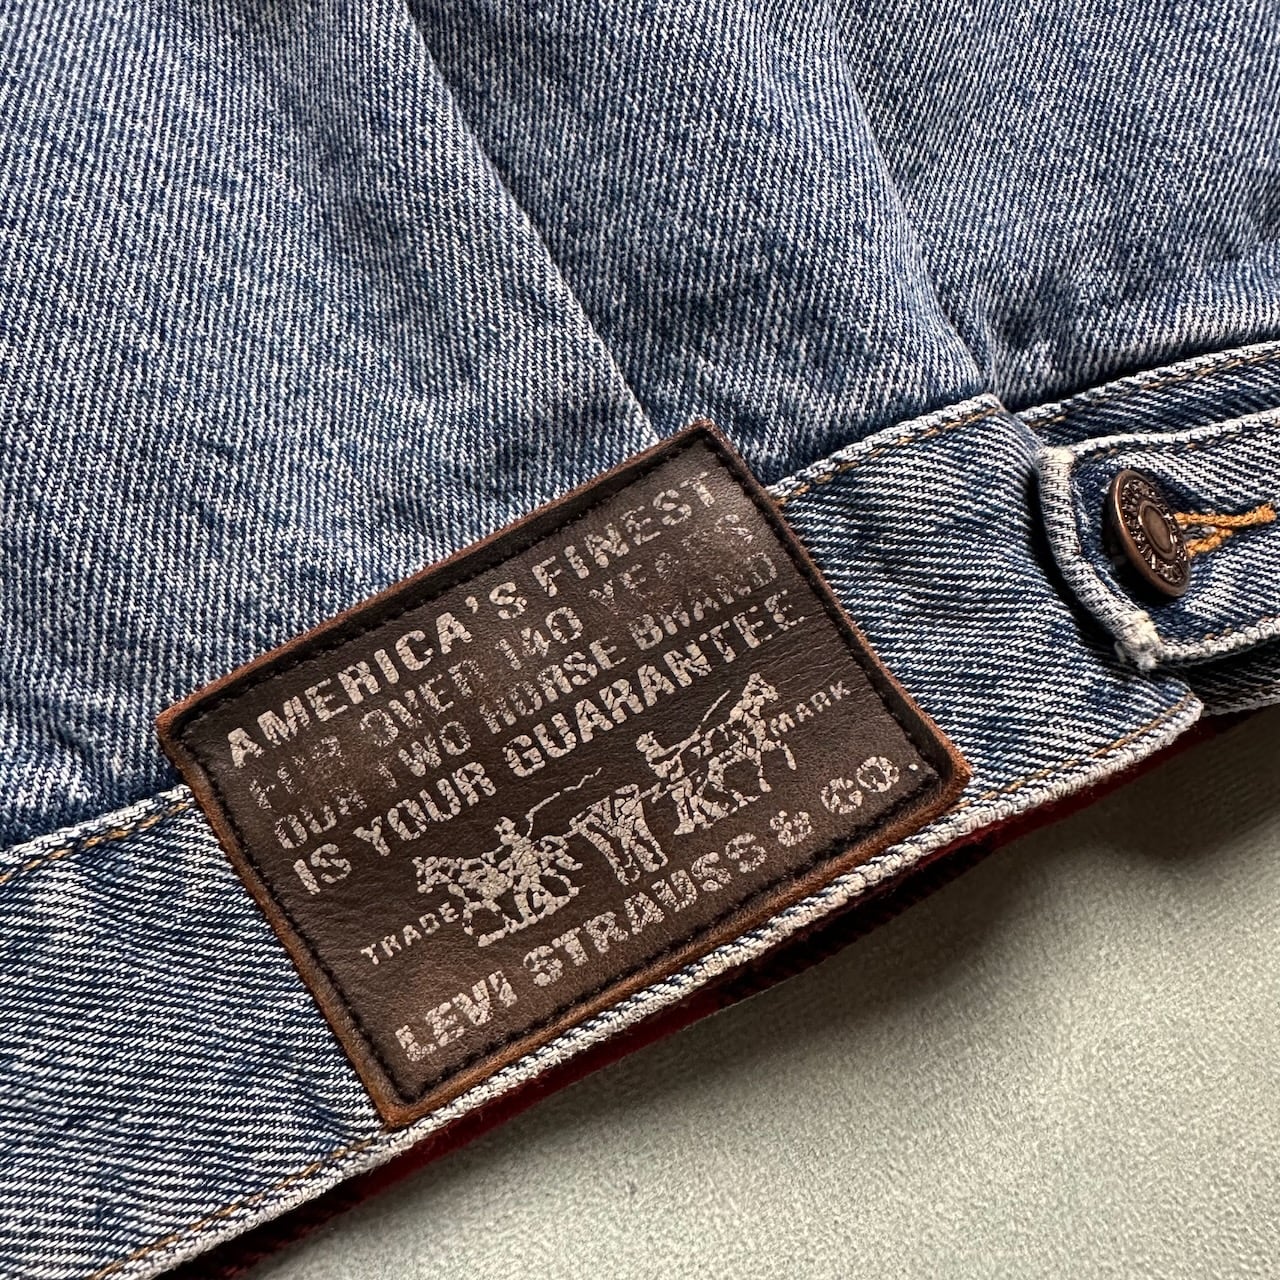 AMERICA'S FINEST
FOR OVER 140 YEARS
OUR TWO HORSE BRAND
IS YOUR GUARANTEE
TRADE MARK
LEVI STRAUSS & CO.